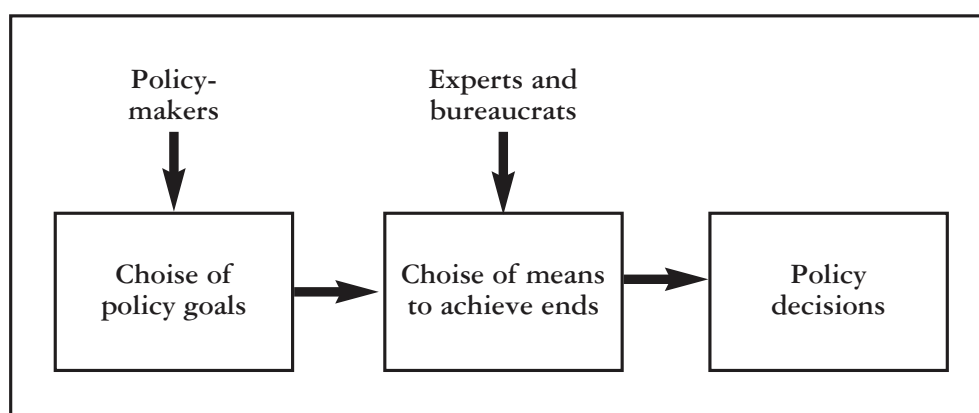 Policy-
makers
Experts and
bureaucrats
Choise of
policy goals
Choise of means
to achieve ends
Policy
decisions